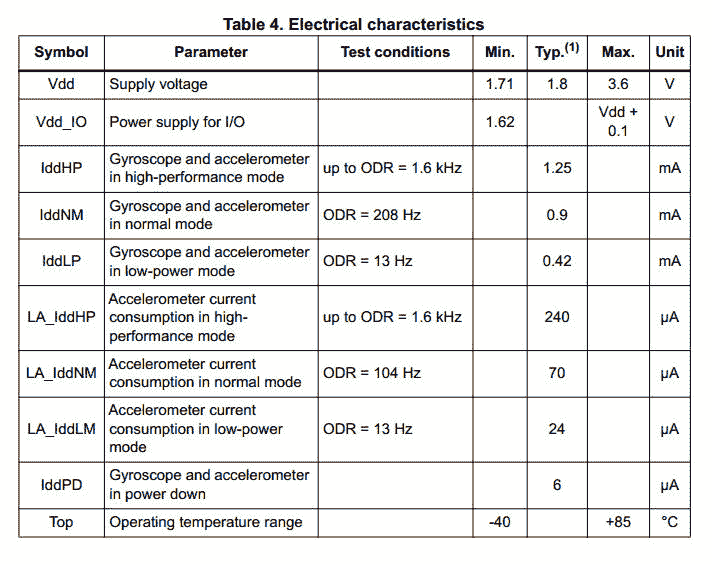 Table 4. Electrical characteristics
Symbol Parameter Test conditions Min. Typ.(1) Max. Unit
Vdd Supply voltage 1.71 1.8 3.6 V
Vdd_IO Power supply for I/O 1.62 Vdd + 0.1 V
IddHP Gyroscope and accelerometer in high-performance mode up to ODR = 1.6 kHz 1.25 mA
IddNM Gyroscope and accelerometer in normal mode ODR = 208 Hz 0.9 mA
IddLP Gyroscope and accelerometer in low-power mode ODR = 13 Hz 0.42 mA
LA_IddHP Accelerometer current consumption in high-performance mode up to ODR = 1.6 kHz 240 µA
LA_IddNM Accelerometer current consumption in normal mode ODR = 104 Hz 70 µA
LA_IddLM Accelerometer current consumption in low-power mode ODR = 13 Hz 24 µA
IddPD Gyroscope and accelerometer in power down 6 µA
Top Operating temperature range -40 +85 °C